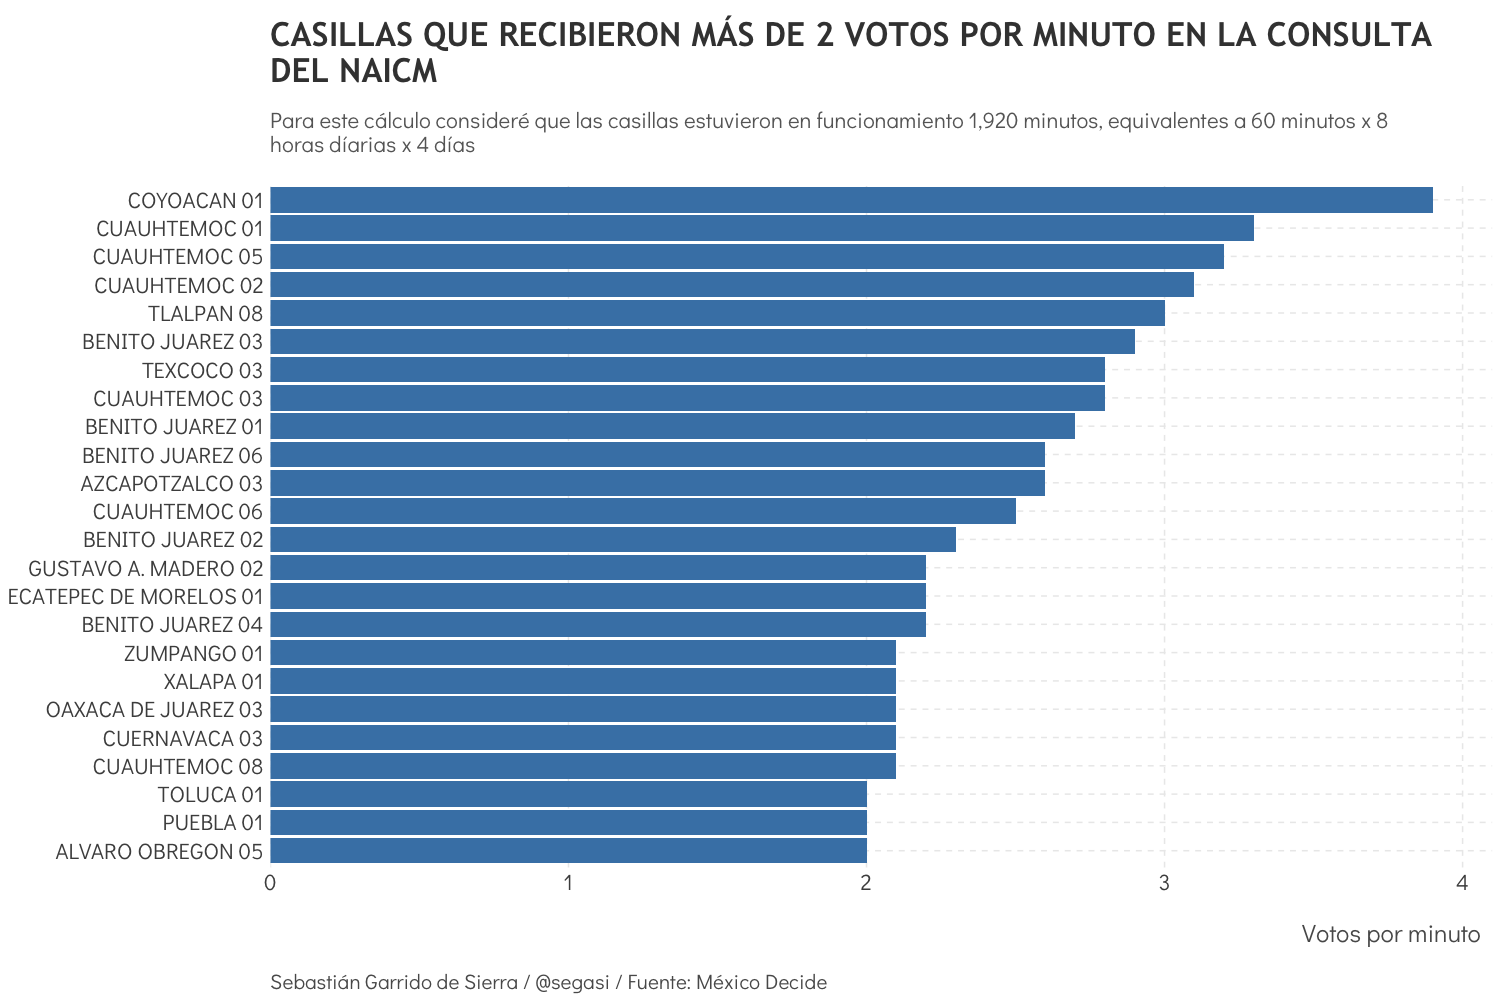 CASILLAS QUE RECIBIERON MÁS DE 2 VOTOS POR MINUTO EN LA CONSULTA
DEL NAICM
Para este cálculo consideré que las casillas estuvieron en funcionamiento 1,920 minutos, equivalentes a 60 minutos x 8
horas díarias x 4 días
COYOACAN 01
CUAUHTEMOC 01
CUAUHTEMOC 05
CUAUHTEMOC 02
TLALPAN 08
BENITO JUAREZ 03
TEXCOCO 03
CUAUHTEMOC 03
BENITO JUAREZ 01
BENITO JUAREZ 06
AZCAPOTZALCO 03
CUAUHTEMOC 06
BENITO JUAREZ 02
GUSTAVO A. MADERO 02
ECATEPEC DE MORELOS 01
BENITO JUAREZ 04
ZUMPANGO 01
XALAPA 01
OAXACA DE JUAREZ 03
CUERNAVACA 03
CUAUHTEMOC 08
TOLUCA 01
PUEBLA 01
ALVARO OBREGON 05
0 1 2 3 4
Votos por minuto
Sebastián Garrido de Sierra / @segasi / Fuente: México Decide